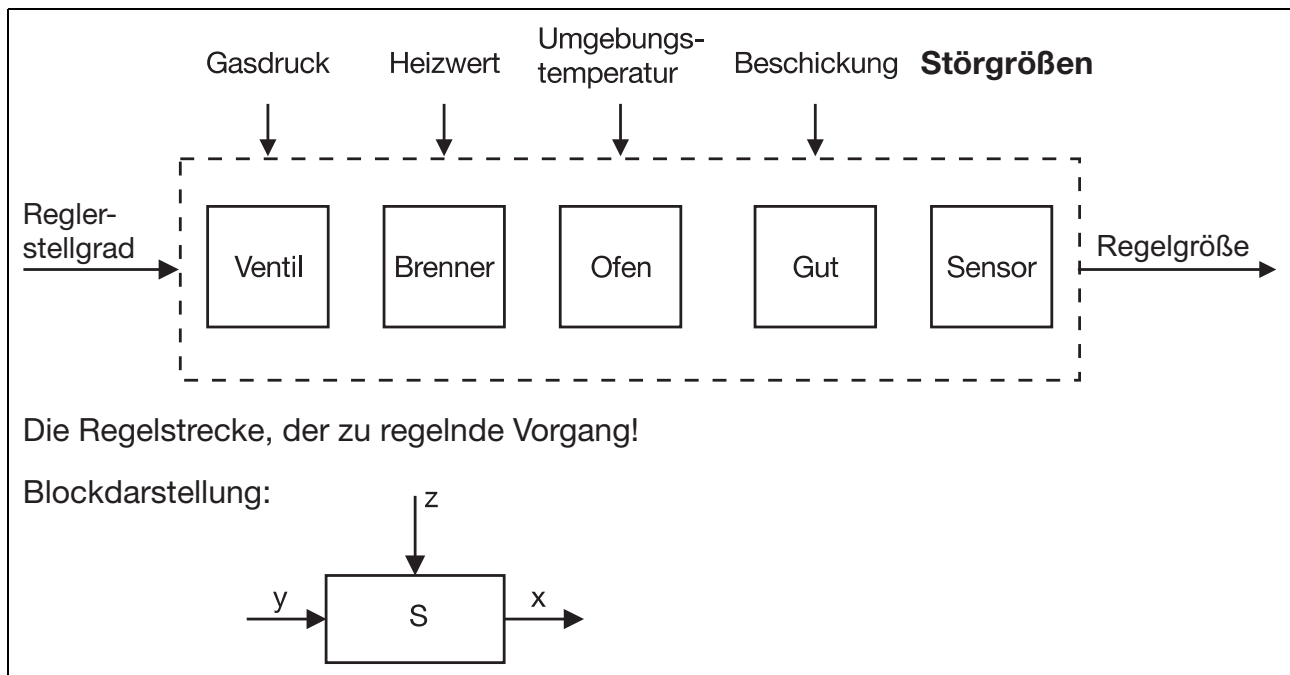 Gasdruck
Heizwert
Umgebungs-
temperatur
Beschickung
Störgrößen
Regler-
stellgrad
Ventil
Brenner
Ofen
Gut
Sensor
Regelgröße
Die Regelstrecke, der zu regelnde Vorgang!
Blockdarstellung:
z
y
S
x